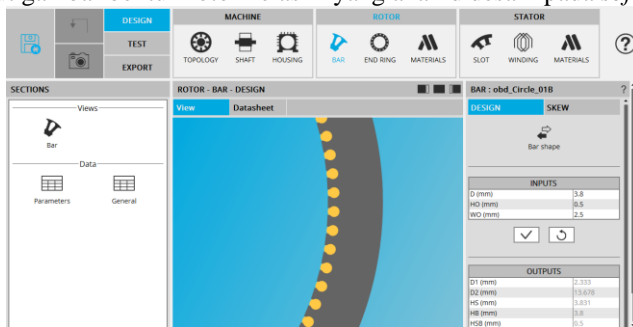 DESIGN
TEST
EXPORT
MACHINE
TOPOLOGY SHAFT HOUSING
ROTOR
BAR END RING MATERIALS
STATOR
SLOT WINDING MATERIALS
?
SECTIONS
Views
Bar
Data
Parameters General
ROTOR - BAR - DESIGN
View Datasheet
BAR : obd_Circle_01B ?
DESIGN SKEW
Bar shape
INPUTS
D (mm) 3.8
HO (mm) 0.5
WO (mm) 2.5
OUTPUTS
D1 (mm) 2.333
D2 (mm) 13.678
HS (mm) 3.831
HB (mm) 3.8
HSB (mm) 0.5